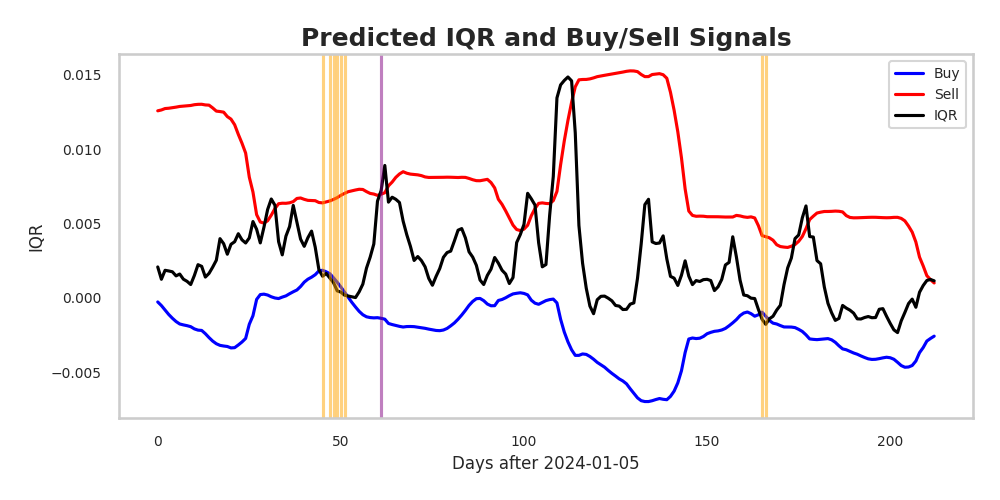 Predicted IQR and Buy/Sell Signals
0.015
0.010
0.005
0.000
−0.005
IQR
Buy
Sell
IQR
0
50
100
150
200
Days after 2024-01-05